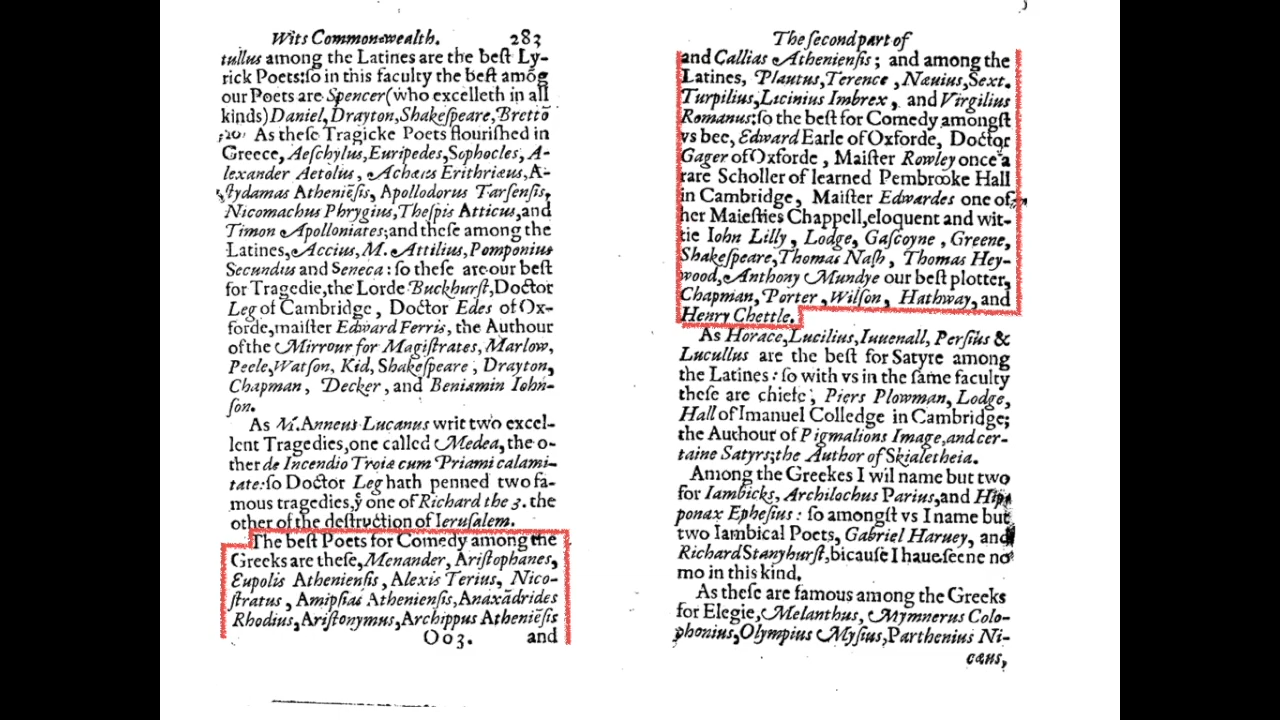 Wits Commonwealth. 283
tullus among the Latines are the beſt Ly-
rick Poets:ſo in this faculty the beſt amõg
our Poets are Spencer (who excelleth in all
kinds) Daniel, Drayton, Shakeſpeare, Brettõ
As theſe Tragicke Poets flouriſhed in
Greece, Aeſchylus, Euripedes, Sophocles, A-
lexander Aetolus, Achæus Erithriæus, A-
ſtydamas Atheniẽſis, Apollodorus Tarſenſis,
Nicomachus Phrygius, Theſpis Atticus, and
Timon Apolloniates; and theſe among the
Latines, Accius, M. Attilius, Pomponius
Secundus and Seneca: ſo theſe are our beſt
for Tragedie, the Lorde Buckhurſt, Doctor
Leg of Cambridge, Doctor Edes of Ox-
forde, maiſter Edward Ferris, the Authour
of the Mirrour for Magiſtrates, Marlow,
Peele, Watſon, Kid, Shakeſpeare, Drayton,
Chapman, Decker, and Beniamin Iohn-
ſon.
As M. Anneus Lucanus writ two excel-
lent Tragedies, one called Medea, the o-
ther de Incendio Troiæ cum Priami calami-
tate: ſo Doctor Leg hath penned two fa-
mous tragedies, ẙ one of Richard the 3. the
other of the deſtruction of Ieruſalem.
The beſt Poets for Comedy among the
Greeks are theſe, Menander, Ariſtophanes,
Eupolis Athenienſis, Alexis Terius, Nico-
ſtratus, Amipſias Athenienſis, Anaxãdrides
Rhodius, Ariſtonymus, Archippus Atheniẽſis
Oo3. and
The ſecond part of
and Callias Athenienſis; and among the
Latines, Plautus, Terence, Næuius, Sext.
Turpilius, Licinius Imbrex, and Virgilius
Romanus: ſo the beſt for Comedy amongſt
vs bee, Edward Earle of Oxforde, Doctor
Gager of Oxforde, Maiſter Rowley once a
rare Scholler of learned Pembrooke Hall
in Cambridge, Maiſter Edwardes one of
her Maieſties Chappell, eloquent and wit-
tie Iohn Lilly, Lodge, Gaſcoyne, Greene,
Shakeſpeare, Thomas Naſh, Thomas Hey-
wood, Anthony Mundye our beſt plotter,
Chapman, Porter, Wilſon, Hathway, and
Henry Chettle.
As Horace, Lucilius, Iuuenall, Perſius &
Lucullus are the beſt for Satyre among
the Latines: ſo with vs in the ſame faculty
theſe are chiefe, Piers Plowman, Lodge,
Hall of Imanuel Colledge in Cambridge;
the Authour of Pigmalions Image, and cer-
taine Satyrs; the Author of Skialetheia.
Among the Greekes I wil name but two
for Iambicks, Archilochus Parius, and Hip-
ponax Epheſius: ſo amongſt vs I name but
two Iambical Poets, Gabriel Haruey, and
Richard Stanyhurſt, bicauſe I haue ſeene no
mo in this kind.
As theſe are famous among the Greeks
for Elegie, Melanthus, Mymnerus Colo-
phonius, Olympius Myſius, Parthenius Ni-
cæus,